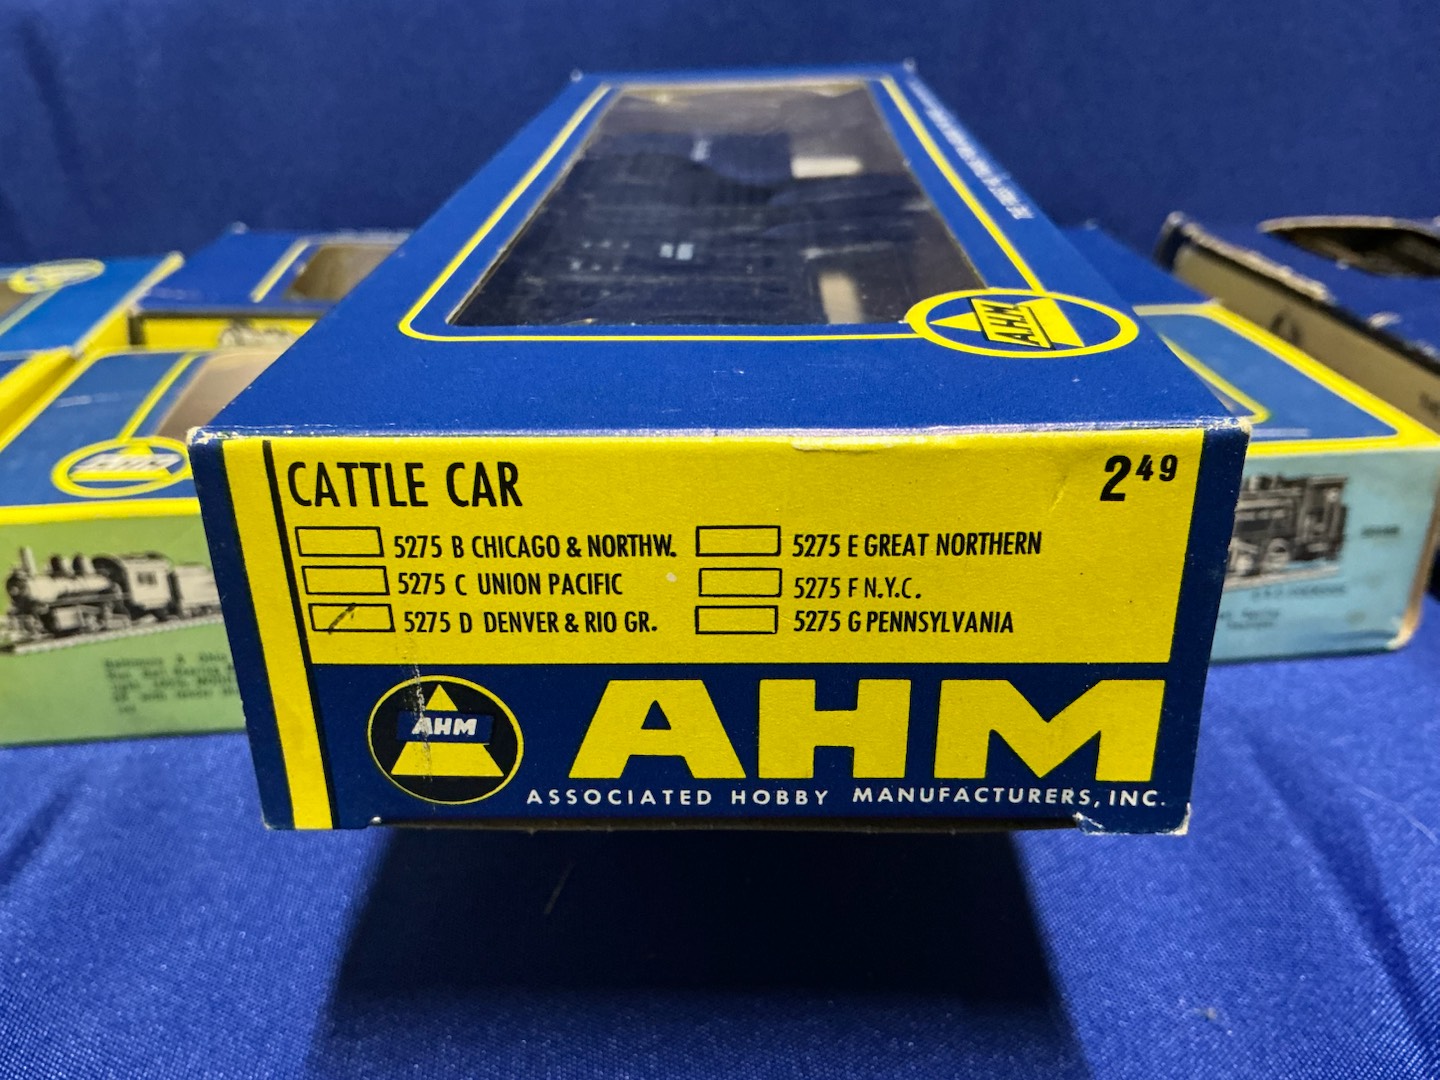 AHM
CATTLE CAR
2 49
5275 B CHICAGO & NORTHW.
5275 E GREAT NORTHERN
5275 C UNION PACIFIC
5275 F N.Y.C.
5275 D DENVER & RIO GR.
5275 G PENNSYLVANIA
AHM
AHM
ASSOCIATED HOBBY MANUFACTURERS, INC.